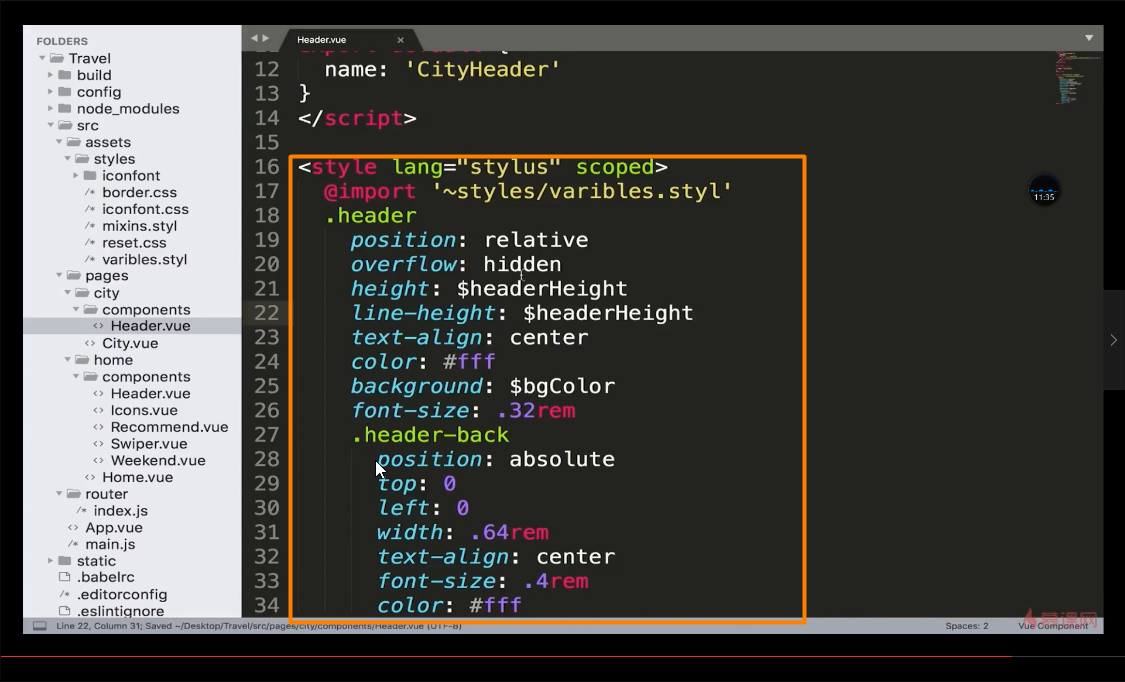 FOLDERS
Travel
build
config
node_modules
src
assets
styles
iconfont
border.css
iconfont.css
mixins.styl
reset.css
varibles.styl
pages
city
components
Header.vue
City.vue
home
components
Header.vue
Icons.vue
Recommend.vue
Swiper.vue
Weekend.vue
Home.vue
router
index.js
App.vue
main.js
static
.babelrc
.editorconfig
.eslintignore
Header.vue
12 name: 'CityHeader'
13 }
14 </script>
15
16 <style lang="stylus" scoped>
17 @import '~styles/varibles.styl'
18 .header
19 position: relative
20 overflow: hidden
21 height: $headerHeight
22 line-height: $headerHeight
23 text-align: center
24 color: #fff
25 background: $bgColor
26 font-size: .32rem
27 .header-back
28 position: absolute
29 top: 0
30 left: 0
31 width: .64rem
32 text-align: center
33 font-size: .4rem
34 color: #fff
11:35
Line 22, Column 31; Saved ~/Desktop/Travel/src/pages/city/components/Header.vue (UTF-8)
Spaces: 2
Vue Component
慕课网